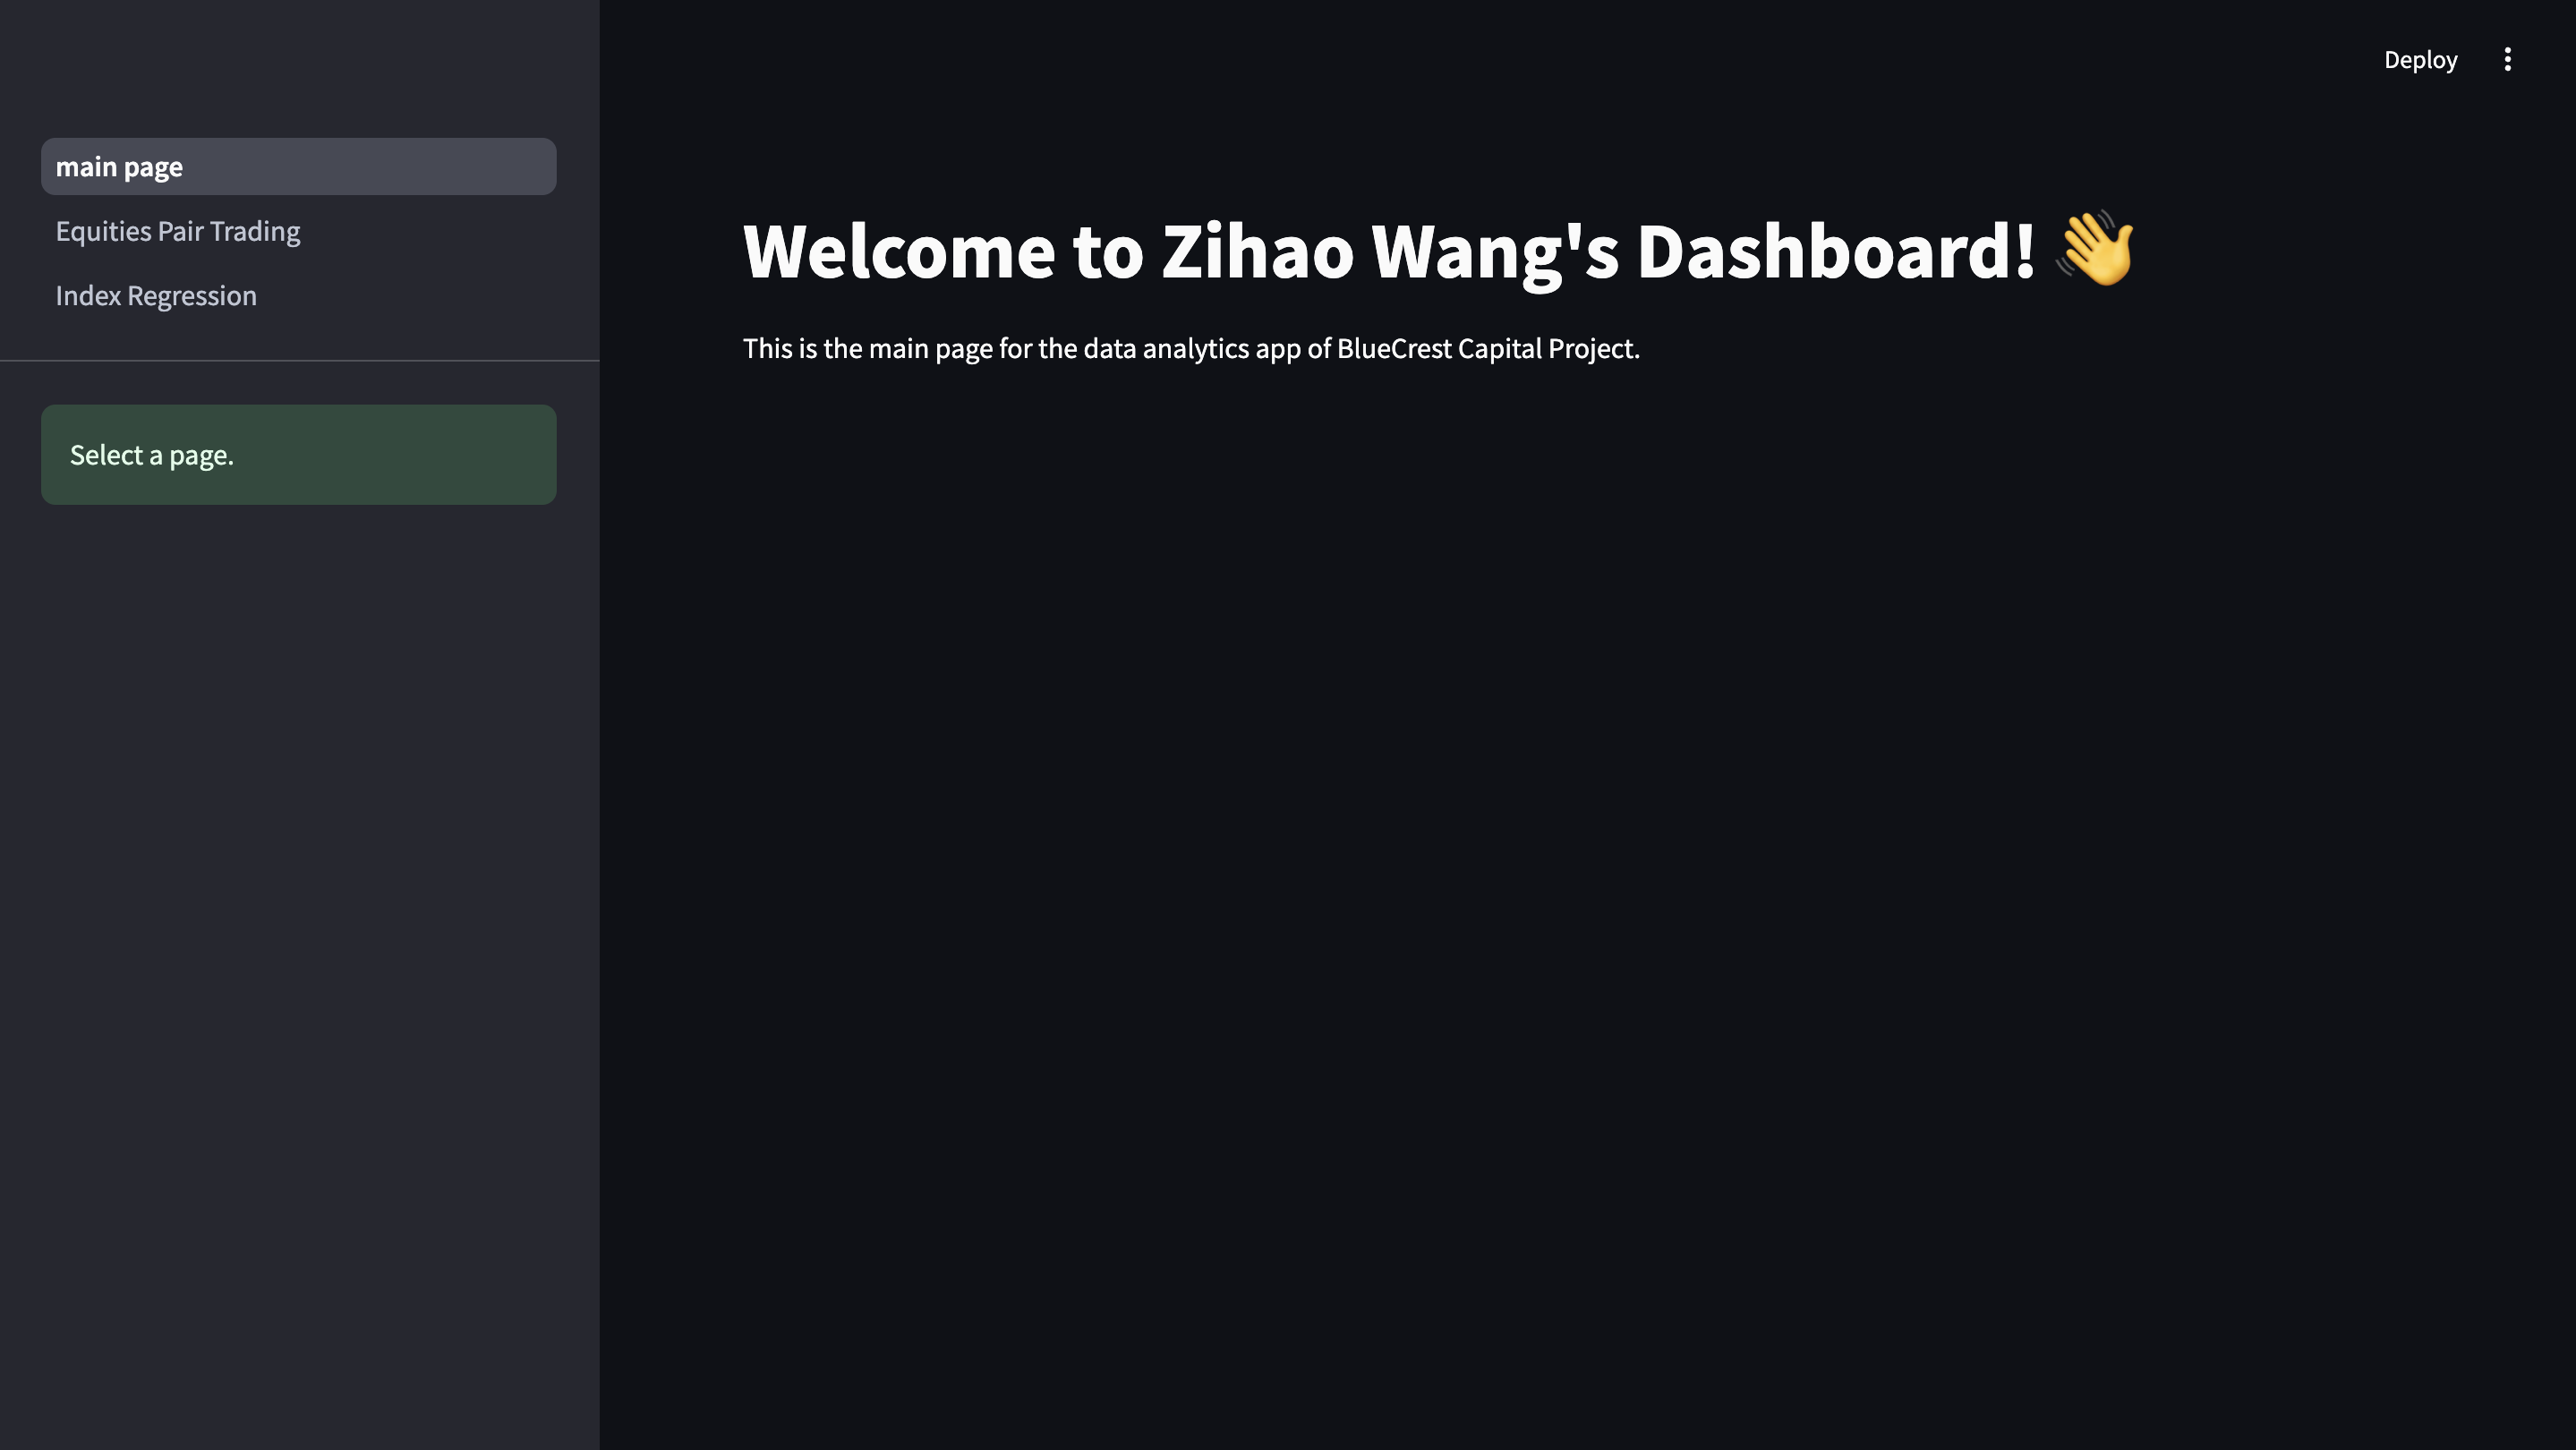 Deploy
main page
Equities Pair Trading
Index Regression
Select a page.
Welcome to Zihao Wang's Dashboard! 👋
This is the main page for the data analytics app of BlueCrest Capital Project.